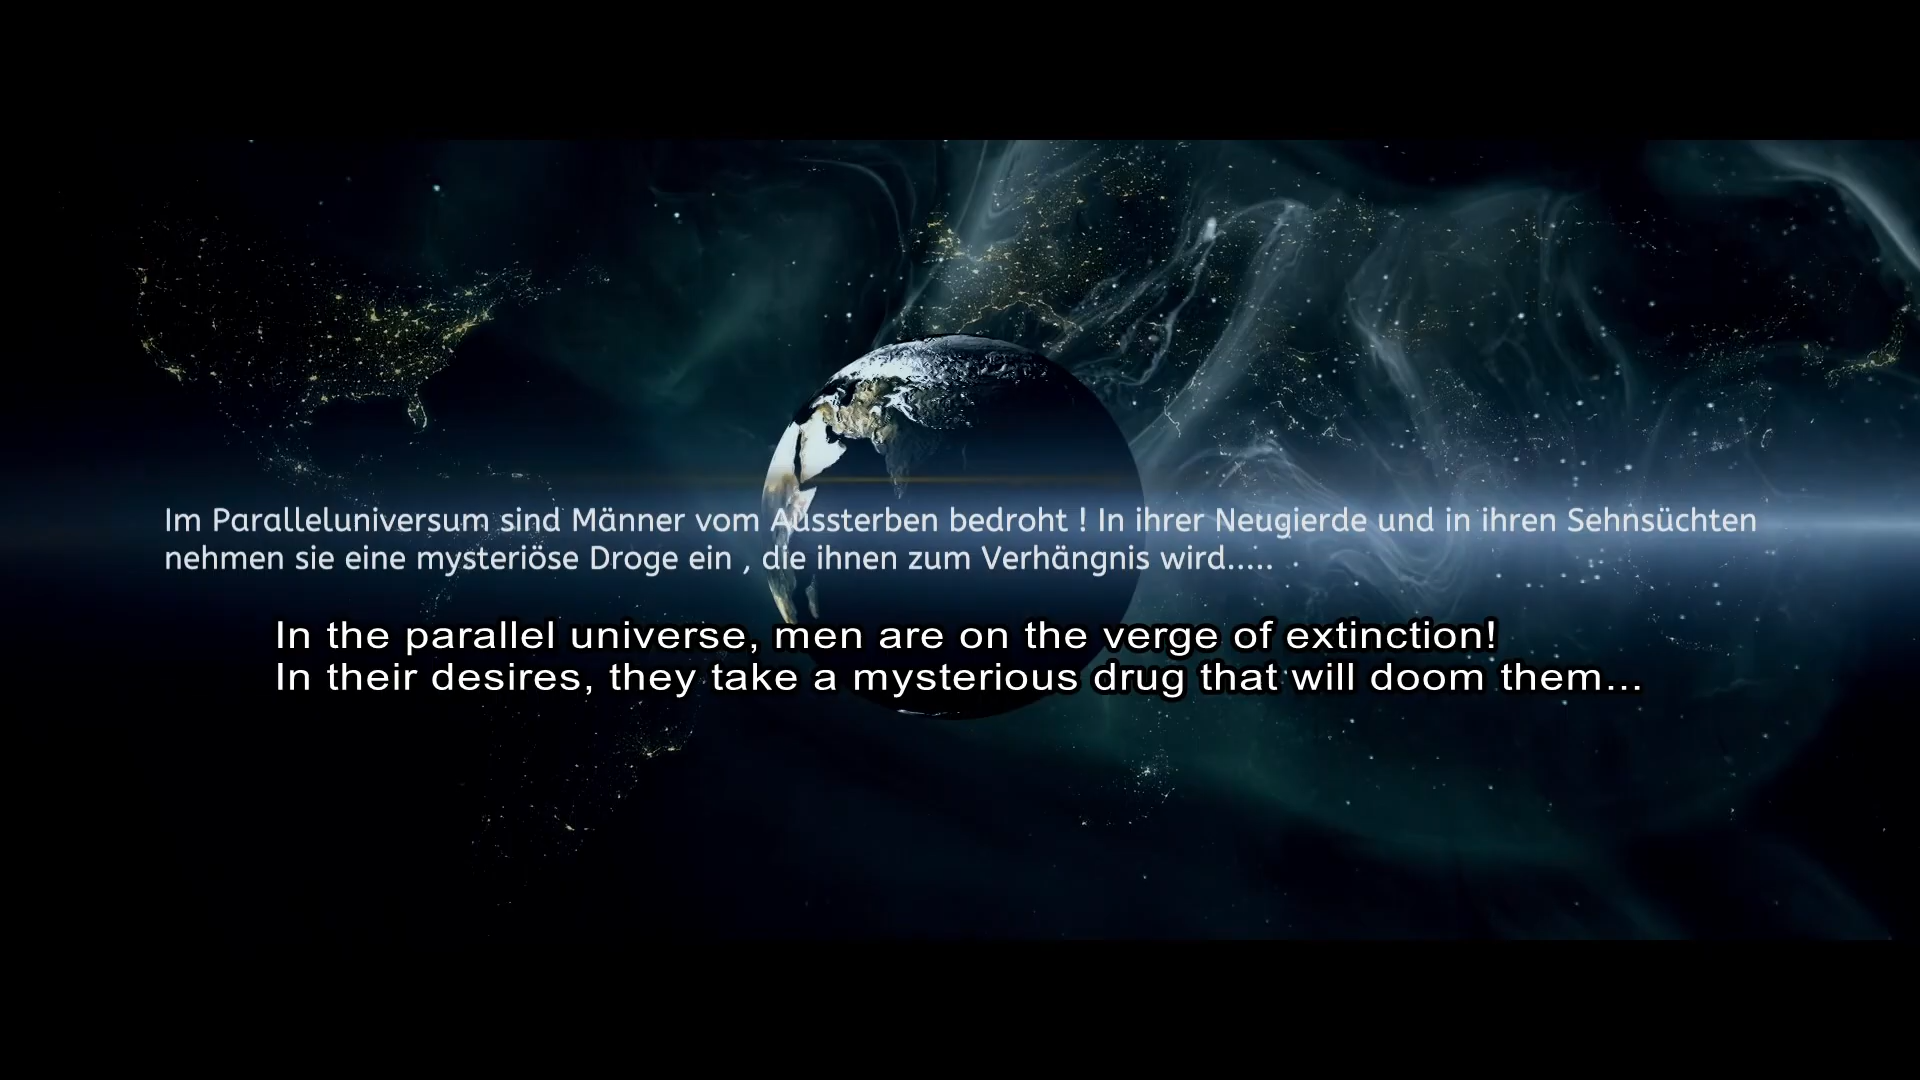 Im Paralleluniversum sind Männer vom Aussterben bedroht ! In ihrer Neugierde und in ihren Sehnsüchten
nehmen sie eine mysteriöse Droge ein , die ihnen zum Verhängnis wird.....
In the parallel universe, men are on the verge of extinction!
In their desires, they take a mysterious drug that will doom them...